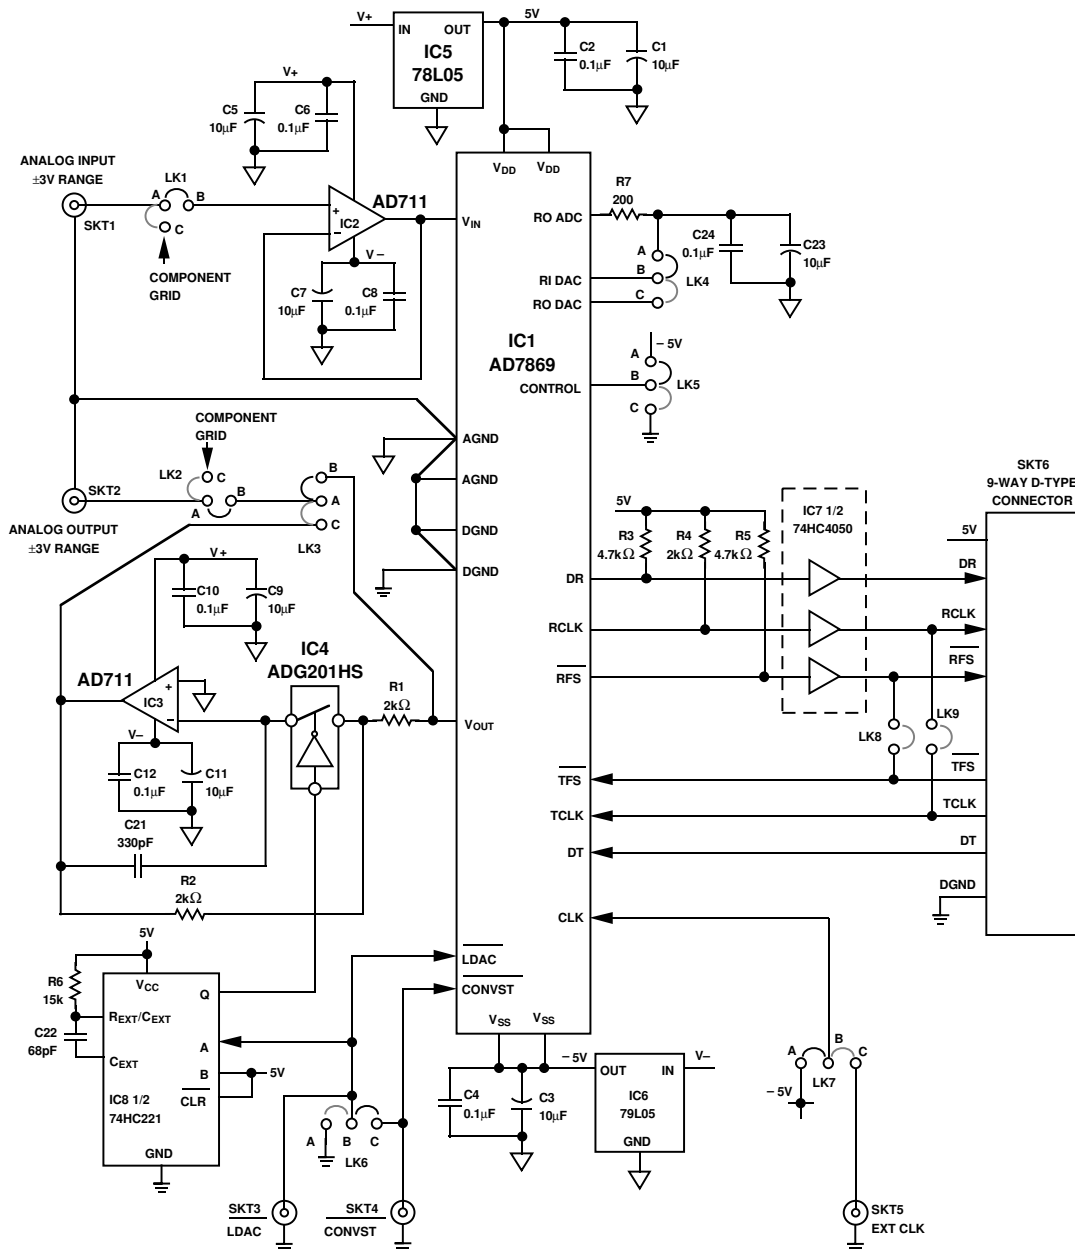 V+
IN OUT
IC5
78L05
GND
5V
C2
0.1µF
C1
10µF
V+
C5
10µF
C6
0.1µF
ANALOG INPUT
±3V RANGE
LK1
A
B
C
SKT1
COMPONENT
GRID
AD711
+
IC2
−
V−
C7
10µF
C8
0.1µF
VDD VDD
VIN
IC1
AD7869
RO ADC
RI DAC
RO DAC
R7
200
C24
0.1µF
C23
10µF
A
B
C
LK4
−5V
A
B
C
LK5
CONTROL
AGND
AGND
DGND
DGND
COMPONENT
GRID
LK2
C
A
B
SKT2
ANALOG OUTPUT
±3V RANGE
B
A
C
LK3
V+
C10
0.1µF
C9
10µF
AD711
+
IC3
−
V−
C12
0.1µF
C11
10µF
IC4
ADG201HS
R1
2kΩ
VOUT
C21
330pF
R2
2kΩ
5V
R3
4.7kΩ
R4
2kΩ
R5
4.7kΩ
IC7 1/2
74HC4050
SKT6
9-WAY D-TYPE
CONNECTOR
5V
DR
DR
RCLK
RCLK
RFS
RFS
LK8
LK9
TFS
TFS
TCLK
TCLK
DT
DT
DGND
CLK
LDAC
CONVST
VSS VSS
5V
R6
15k
C22
68pF
VCC
REXT/CEXT
CEXT
Q
A
B
CLR
5V
IC8 1/2
74HC221
GND
A
B
C
LK6
SKT3
LDAC
SKT4
CONVST
C4
0.1µF
C3
10µF
−5V
OUT IN
IC6
79L05
GND
V−
A
B
C
LK7
−5V
SKT5
EXT CLK